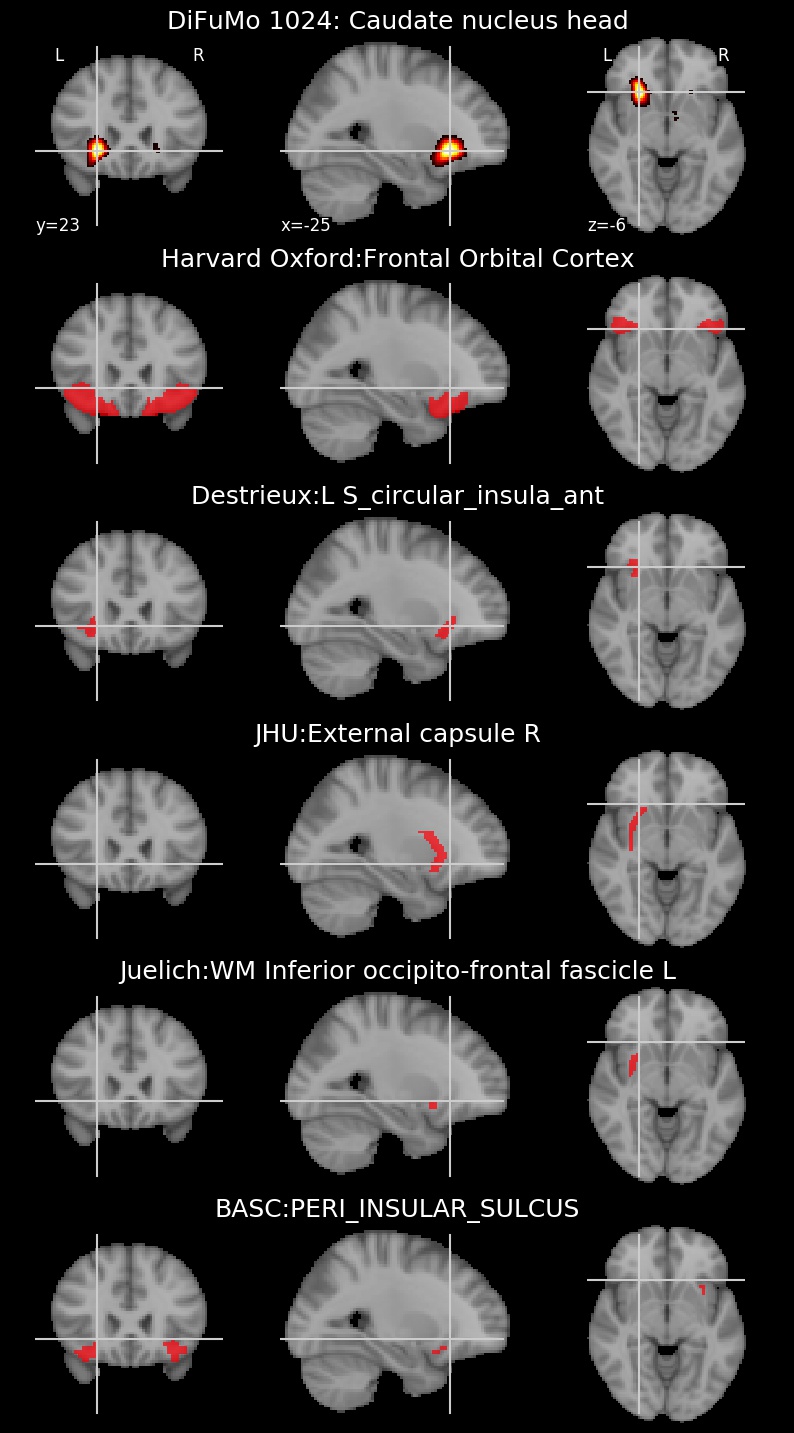 DiFuMo 1024: Caudate nucleus head
L R L R
y=23 x=-25 z=-6
Harvard Oxford:Frontal Orbital Cortex
Destrieux:L S_circular_insula_ant
JHU:External capsule R
Juelich:WM Inferior occipito-frontal fascicle L
BASC:PERI_INSULAR_SULCUS